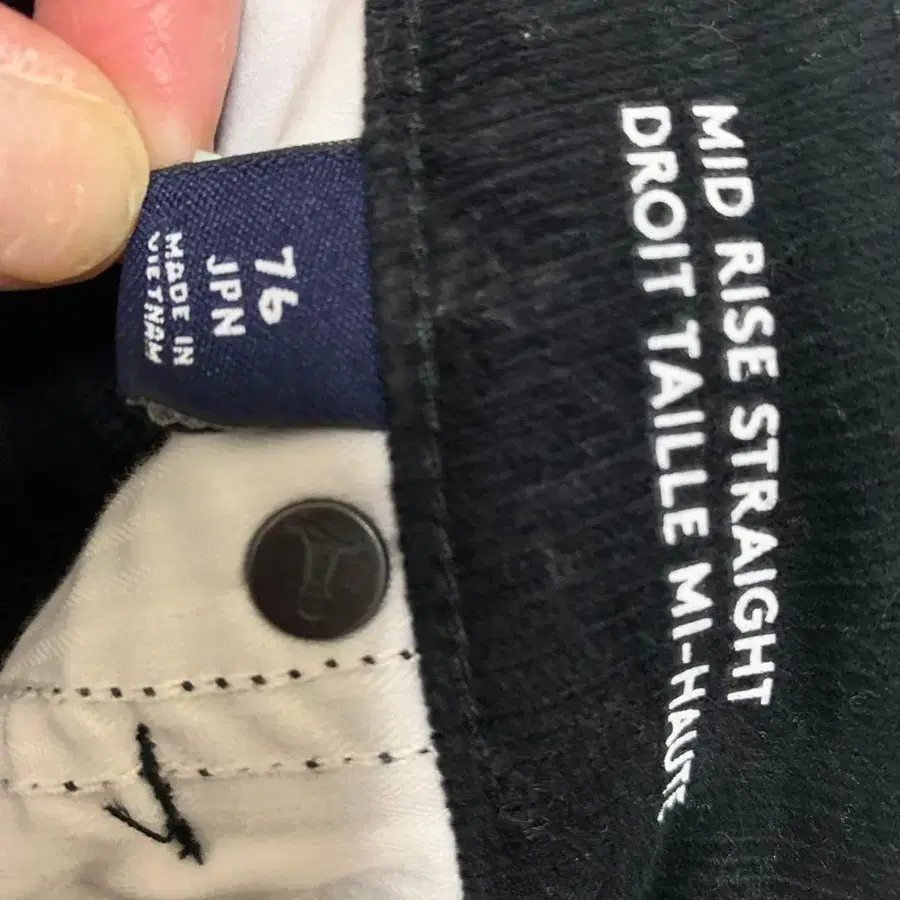 76
JPN
MADE IN
VIETNAM
MID RISE STRAIGHT
DROIT TAILLE MI-HAUTE